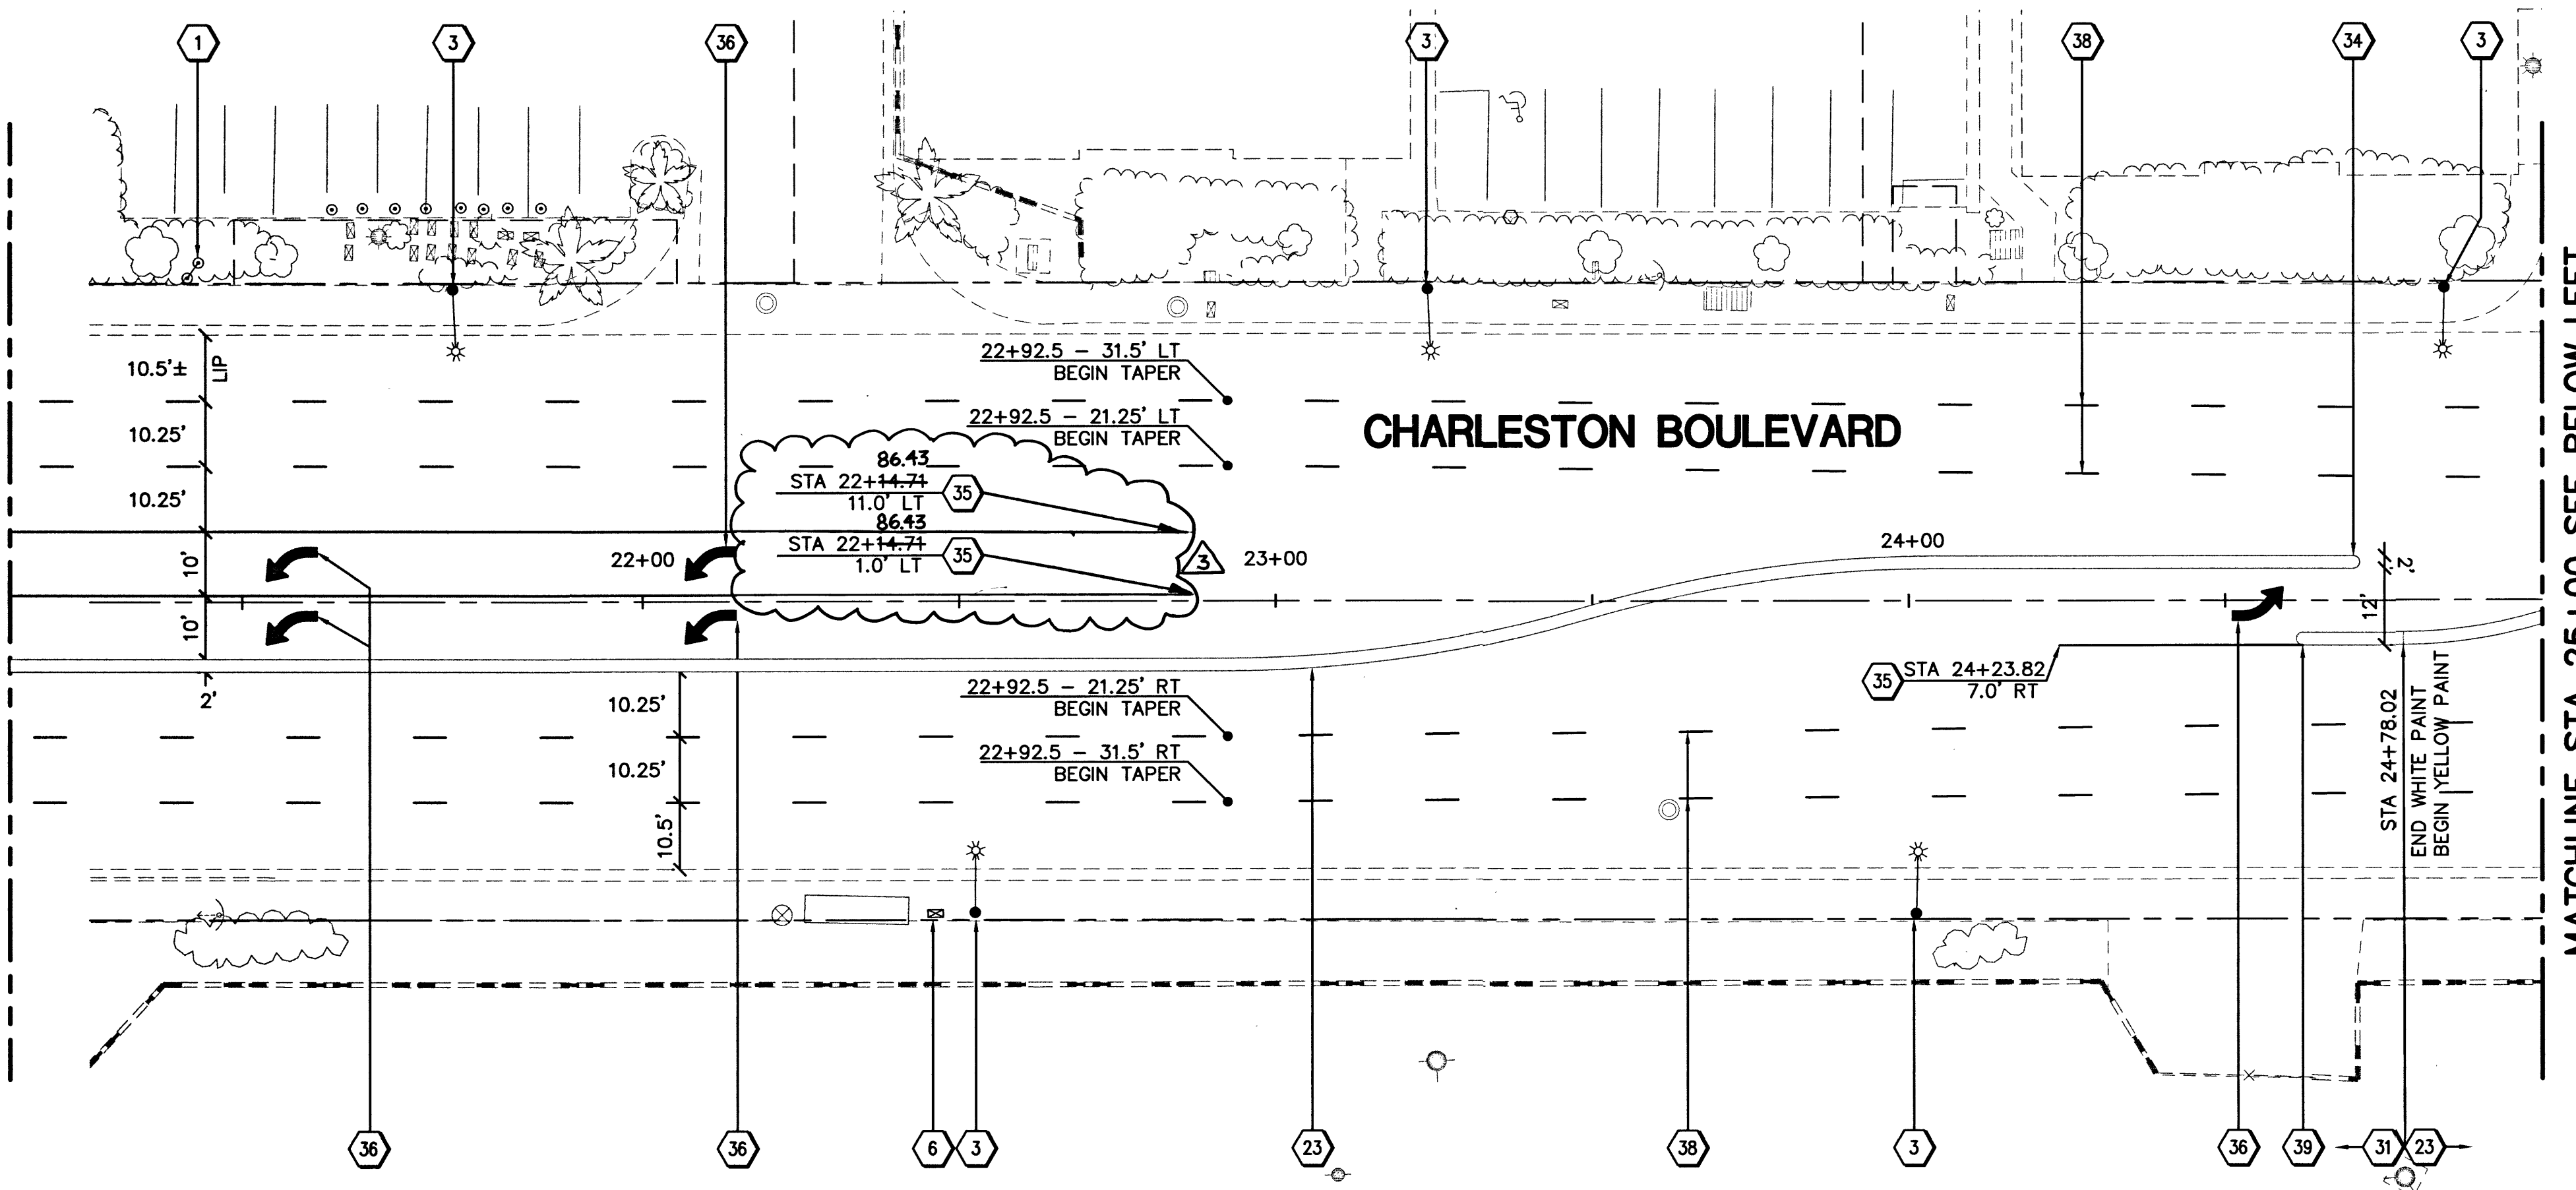 1
3
36
3
38
34
3
10.5'±
LIP
22+92.5 - 31.5' LT
BEGIN TAPER
10.25'
22+92.5 - 21.25' LT
BEGIN TAPER
CHARLESTON BOULEVARD
10.25'
86.43
STA 22+14.71
35
11.0' LT
86.43
STA 22+14.71
35
1.0' LT
10'
22+00
3
23+00
24+00
2'
12'
10'
2'
35
STA 24+23.82
7.0' RT
10.25'
22+92.5 - 21.25' RT
BEGIN TAPER
10.25'
22+92.5 - 31.5' RT
BEGIN TAPER
10.5'
STA 24+78.02
END WHITE PAINT
BEGIN YELLOW PAINT
36
36
6
3
23
38
3
36
39
31
23